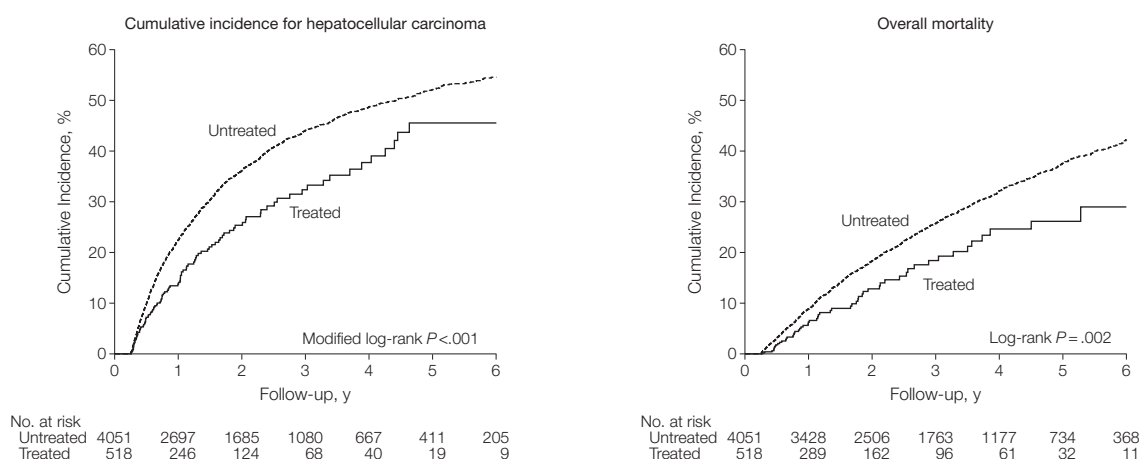 Cumulative incidence for hepatocellular carcinoma
60
50
40
30
20
10
0
Cumulative Incidence, %
Untreated
Treated
Modified log-rank P<.001
0 1 2 3 4 5 6
Follow-up, y
No. at risk
Untreated 4051 2697 1685 1080 667 411 205
Treated 518 246 124 68 40 19 9
Overall mortality
60
50
40
30
20
10
0
Cumulative Incidence, %
Untreated
Treated
Log-rank P = .002
0 1 2 3 4 5 6
Follow-up, y
No. at risk
Untreated 4051 3428 2506 1763 1177 734 368
Treated 518 289 162 96 61 32 11